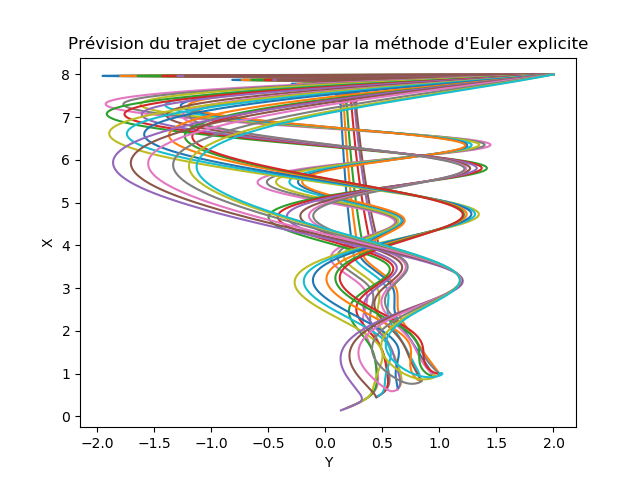 Prévision du trajet de cyclone par la méthode d'Euler explicite
8
7
6
5
4
3
2
1
0
X
−2.0 −1.5 −1.0 −0.5 0.0 0.5 1.0 1.5 2.0
Y